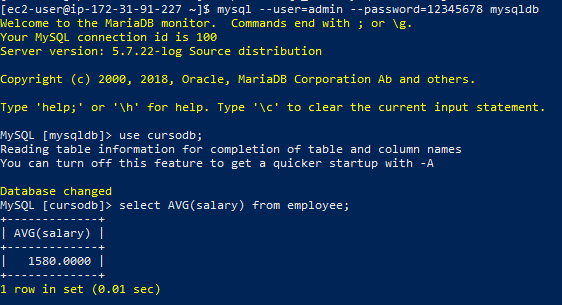 [ec2-user@ip-172-31-91-227 ~]$ mysql --user=admin --password=12345678 mysqldb
Welcome to the MariaDB monitor.  Commands end with ; or \g.
Your MySQL connection id is 100
Server version: 5.7.22-log Source distribution

Copyright (c) 2000, 2018, Oracle, MariaDB Corporation Ab and others.

Type 'help;' or '\h' for help. Type '\c' to clear the current input statement.

MySQL [mysqldb]> use cursodb;
Reading table information for completion of table and column names
You can turn off this feature to get a quicker startup with -A

Database changed
MySQL [cursodb]> select AVG(salary) from employee;
+-------------+
| AVG(salary) |
+-------------+
|   1580.0000 |
+-------------+
1 row in set (0.01 sec)